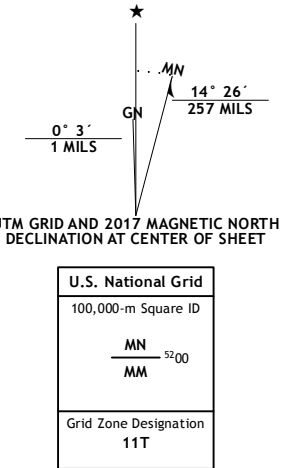 ★
MN
14° 26´
257 MILS
GN
0° 3´
1 MILS
UTM GRID AND 2017 MAGNETIC NORTH
DECLINATION AT CENTER OF SHEET
U.S. National Grid
100,000-m Square ID
MN
5200
MM
Grid Zone Designation
11T